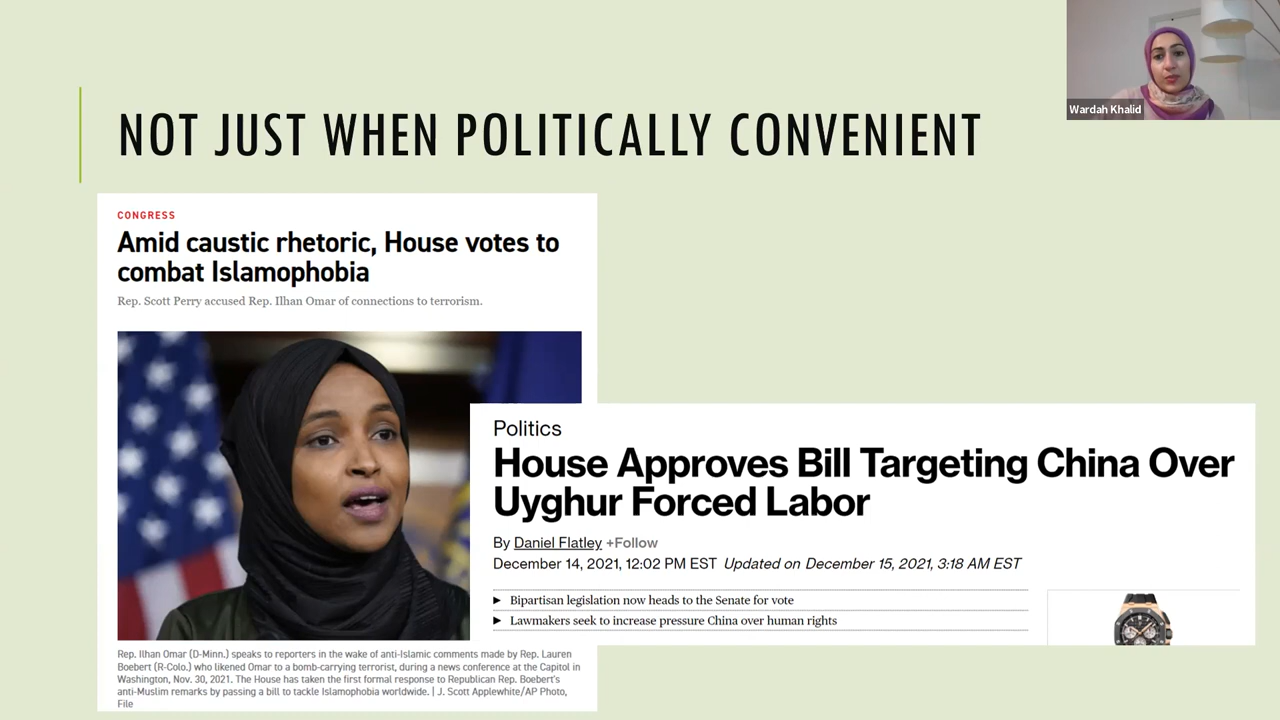 Wardah Khalid
NOT JUST WHEN POLITICALLY CONVENIENT
CONGRESS
Amid caustic rhetoric, House votes to
combat Islamophobia
Rep. Scott Perry accused Rep. Ilhan Omar of connections to terrorism.
Rep. Ilhan Omar (D-Minn.) speaks to reporters in the wake of anti-Islamic comments made by Rep. Lauren
Boebert (R-Colo.) who likened Omar to a bomb-carrying terrorist, during a news conference at the Capitol in
Washington, Nov. 30, 2021. The House has taken the first formal response to Republican Rep. Boebert's
anti-Muslim remarks by passing a bill to tackle Islamophobia worldwide. | J. Scott Applewhite/AP Photo,
File
Politics
House Approves Bill Targeting China Over
Uyghur Forced Labor
By Daniel Flatley +Follow
December 14, 2021, 12:02 PM EST Updated on December 15, 2021, 3:18 AM EST
Bipartisan legislation now heads to the Senate for vote
Lawmakers seek to increase pressure China over human rights